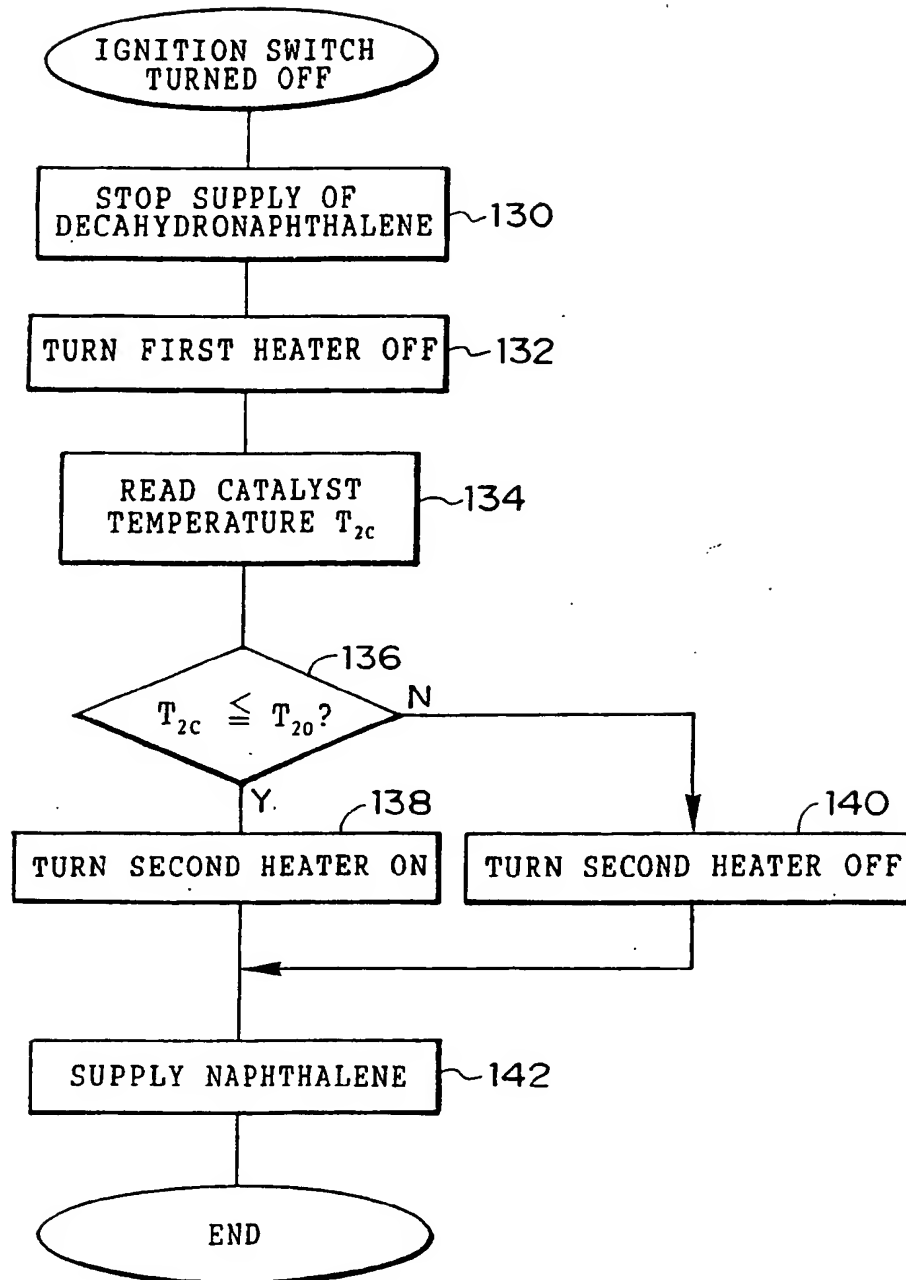 IGNITION SWITCH
TURNED OFF
STOP SUPPLY OF
DECAHYDRONAPHTHALENE
130
TURN FIRST HEATER OFF
132
READ CATALYST
TEMPERATURE T2C
134
136
T2C ≦ T20?
N
Y
138
140
TURN SECOND HEATER ON
TURN SECOND HEATER OFF
SUPPLY NAPHTHALENE
142
END